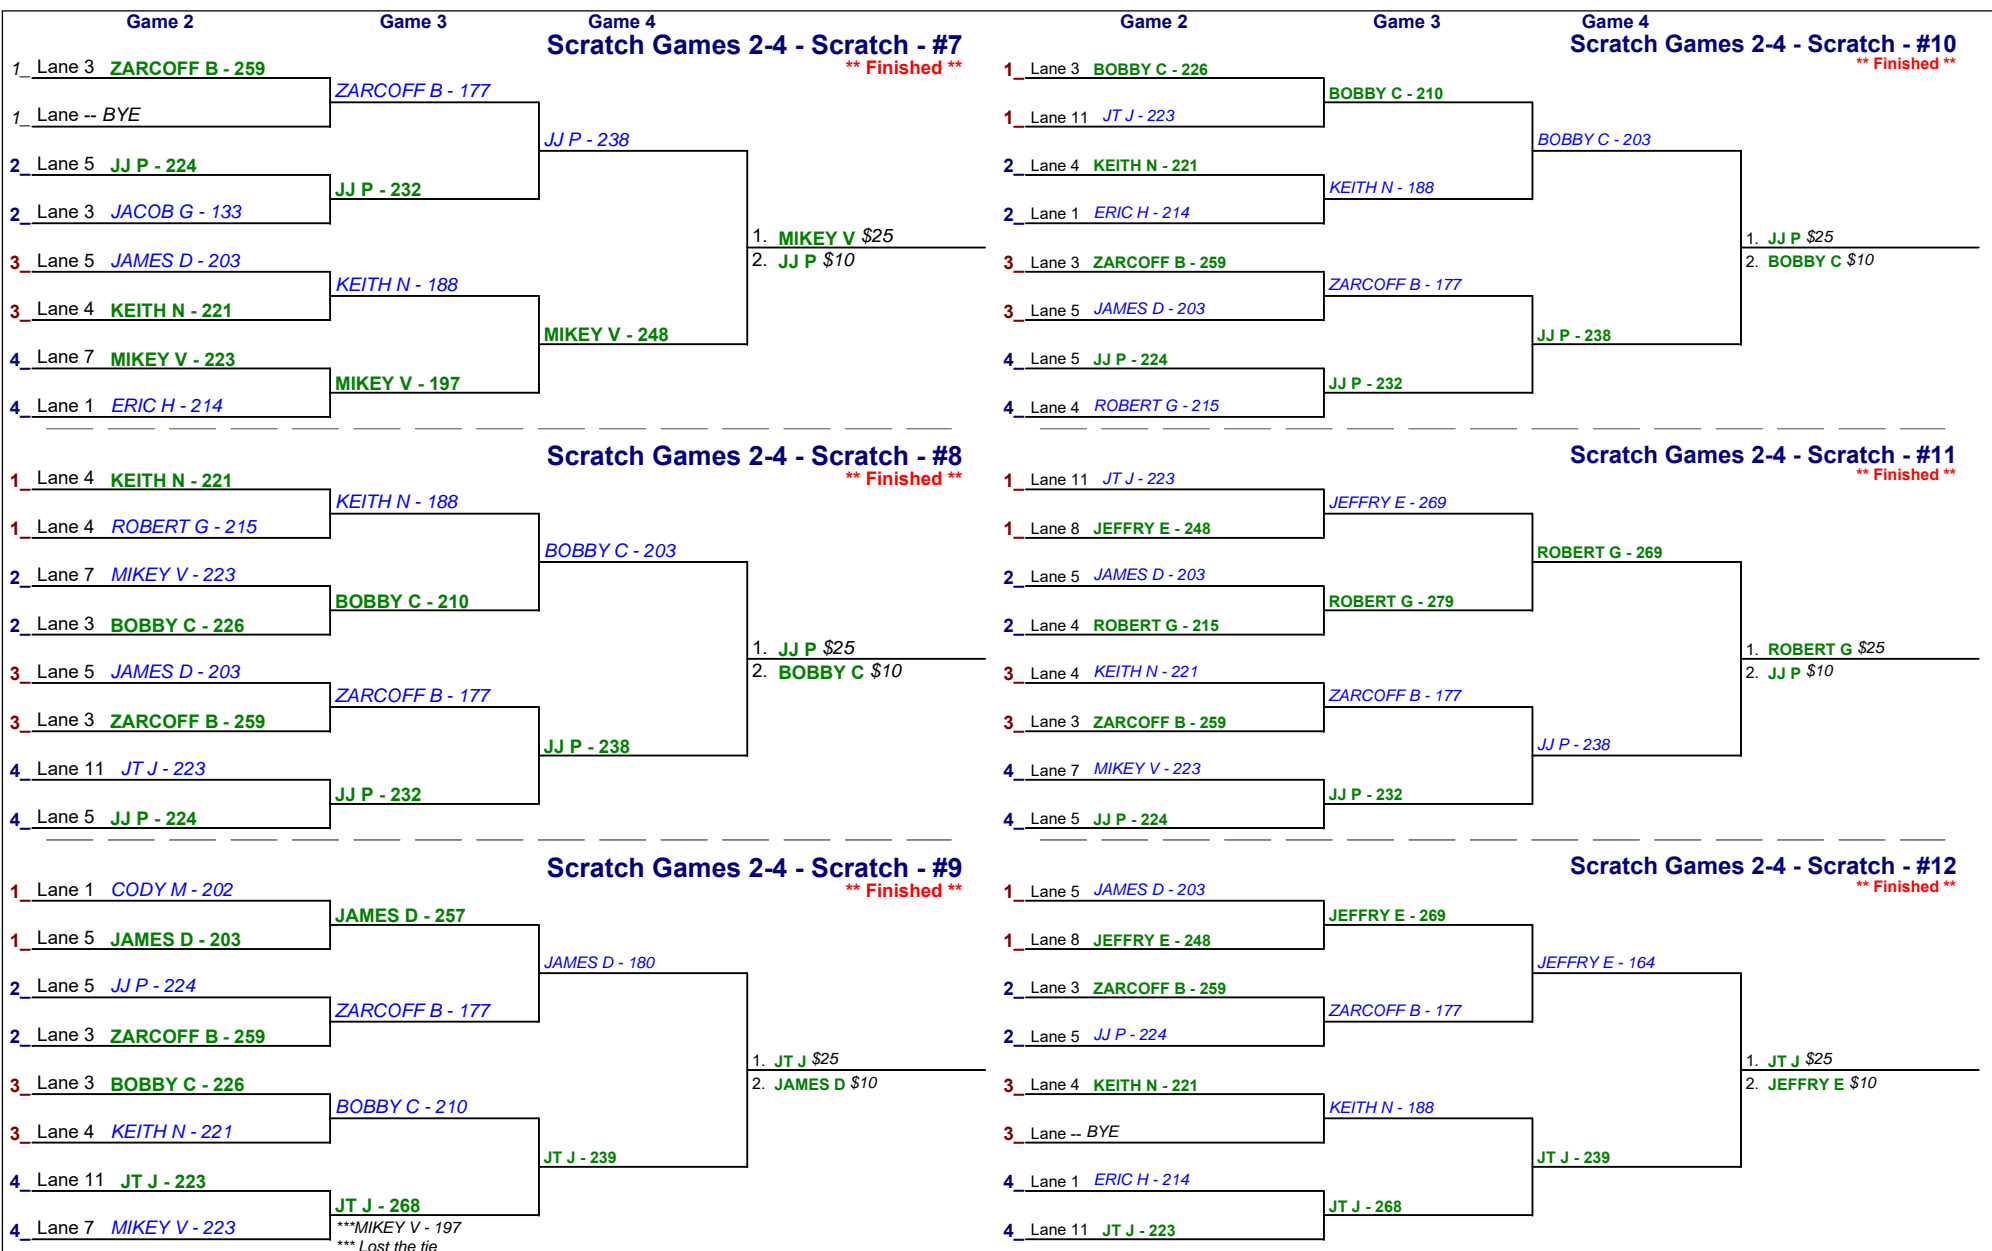 Game 2 Game 3 Game 4
Scratch Games 2-4 - Scratch - #7
** Finished **
1_ Lane 3 ZARCOFF B - 259
ZARCOFF B - 177
1_ Lane -- BYE
JJ P - 238
2_ Lane 5 JJ P - 224
JJ P - 232
2_ Lane 3 JACOB G - 133
1. MIKEY V $25
2. JJ P $10
3_ Lane 5 JAMES D - 203
KEITH N - 188
3_ Lane 4 KEITH N - 221
MIKEY V - 248
4_ Lane 7 MIKEY V - 223
MIKEY V - 197
4_ Lane 1 ERIC H - 214
Scratch Games 2-4 - Scratch - #8
** Finished **
1_ Lane 4 KEITH N - 221
KEITH N - 188
1_ Lane 4 ROBERT G - 215
BOBBY C - 203
2_ Lane 7 MIKEY V - 223
BOBBY C - 210
2_ Lane 3 BOBBY C - 226
1. JJ P $25
2. BOBBY C $10
3_ Lane 5 JAMES D - 203
ZARCOFF B - 177
3_ Lane 3 ZARCOFF B - 259
JJ P - 238
4_ Lane 11 JT J - 223
JJ P - 232
4_ Lane 5 JJ P - 224
Scratch Games 2-4 - Scratch - #9
** Finished **
1_ Lane 1 CODY M - 202
JAMES D - 257
1_ Lane 5 JAMES D - 203
JAMES D - 180
2_ Lane 5 JJ P - 224
ZARCOFF B - 177
2_ Lane 3 ZARCOFF B - 259
1. JT J $25
2. JAMES D $10
3_ Lane 3 BOBBY C - 226
BOBBY C - 210
3_ Lane 4 KEITH N - 221
JT J - 239
4_ Lane 11 JT J - 223
JT J - 268
***MIKEY V - 197
4_ Lane 7 MIKEY V - 223
*** Lost the tie
Game 2 Game 3 Game 4
Scratch Games 2-4 - Scratch - #10
** Finished **
1_ Lane 3 BOBBY C - 226
BOBBY C - 210
1_ Lane 11 JT J - 223
BOBBY C - 203
2_ Lane 4 KEITH N - 221
KEITH N - 188
2_ Lane 1 ERIC H - 214
1. JJ P $25
2. BOBBY C $10
3_ Lane 3 ZARCOFF B - 259
ZARCOFF B - 177
3_ Lane 5 JAMES D - 203
JJ P - 238
4_ Lane 5 JJ P - 224
JJ P - 232
4_ Lane 4 ROBERT G - 215
Scratch Games 2-4 - Scratch - #11
** Finished **
1_ Lane 11 JT J - 223
JEFFRY E - 269
1_ Lane 8 JEFFRY E - 248
ROBERT G - 269
2_ Lane 5 JAMES D - 203
ROBERT G - 279
2_ Lane 4 ROBERT G - 215
1. ROBERT G $25
2. JJ P $10
3_ Lane 4 KEITH N - 221
ZARCOFF B - 177
3_ Lane 3 ZARCOFF B - 259
JJ P - 238
4_ Lane 7 MIKEY V - 223
JJ P - 232
4_ Lane 5 JJ P - 224
Scratch Games 2-4 - Scratch - #12
** Finished **
1_ Lane 5 JAMES D - 203
JEFFRY E - 269
1_ Lane 8 JEFFRY E - 248
JEFFRY E - 164
2_ Lane 3 ZARCOFF B - 259
ZARCOFF B - 177
2_ Lane 5 JJ P - 224
1. JT J $25
2. JEFFRY E $10
3_ Lane 4 KEITH N - 221
KEITH N - 188
3_ Lane -- BYE
JT J - 239
4_ Lane 1 ERIC H - 214
JT J - 268
4_ Lane 11 JT J - 223